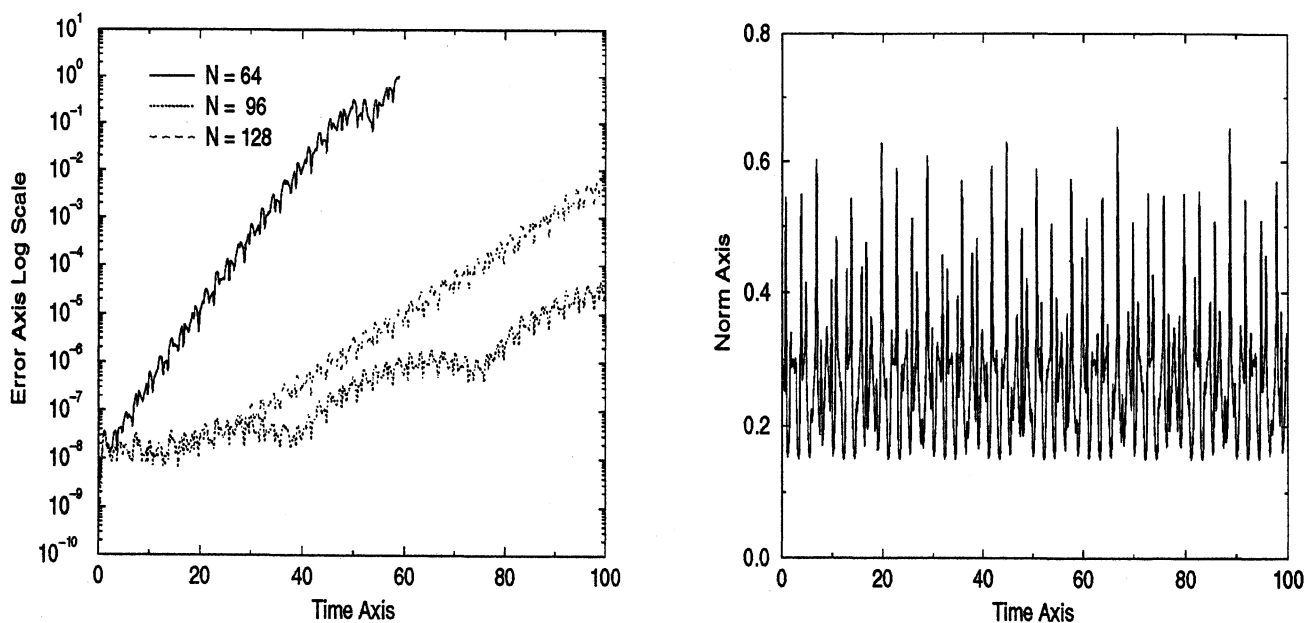 10^1
10^0
10^-1
10^-2
10^-3
10^-4
10^-5
10^-6
10^-7
10^-8
10^-9
10^-10
Error Axis Log Scale
N = 64
N = 96
N = 128
0 20 40 60 80 100
Time Axis
0.8
0.6
0.4
0.2
0.0
Norm Axis
0 20 40 60 80 100
Time Axis